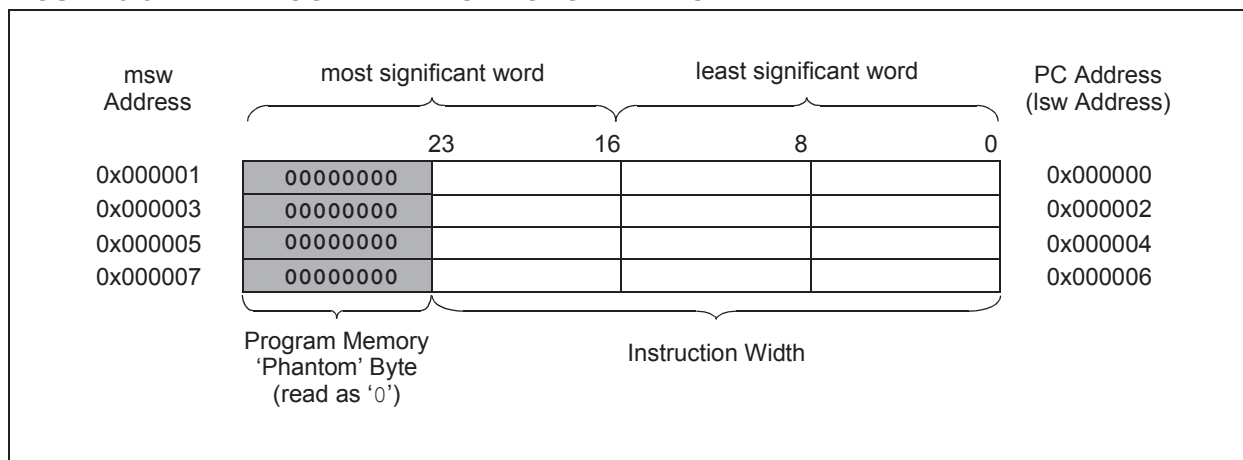 msw
Address
most significant word
least significant word
PC Address
(lsw Address)
23 16 8 0
0x000001 00000000 0x000000
0x000003 00000000 0x000002
0x000005 00000000 0x000004
0x000007 00000000 0x000006
Program Memory
‘Phantom’ Byte
(read as ‘0’)
Instruction Width